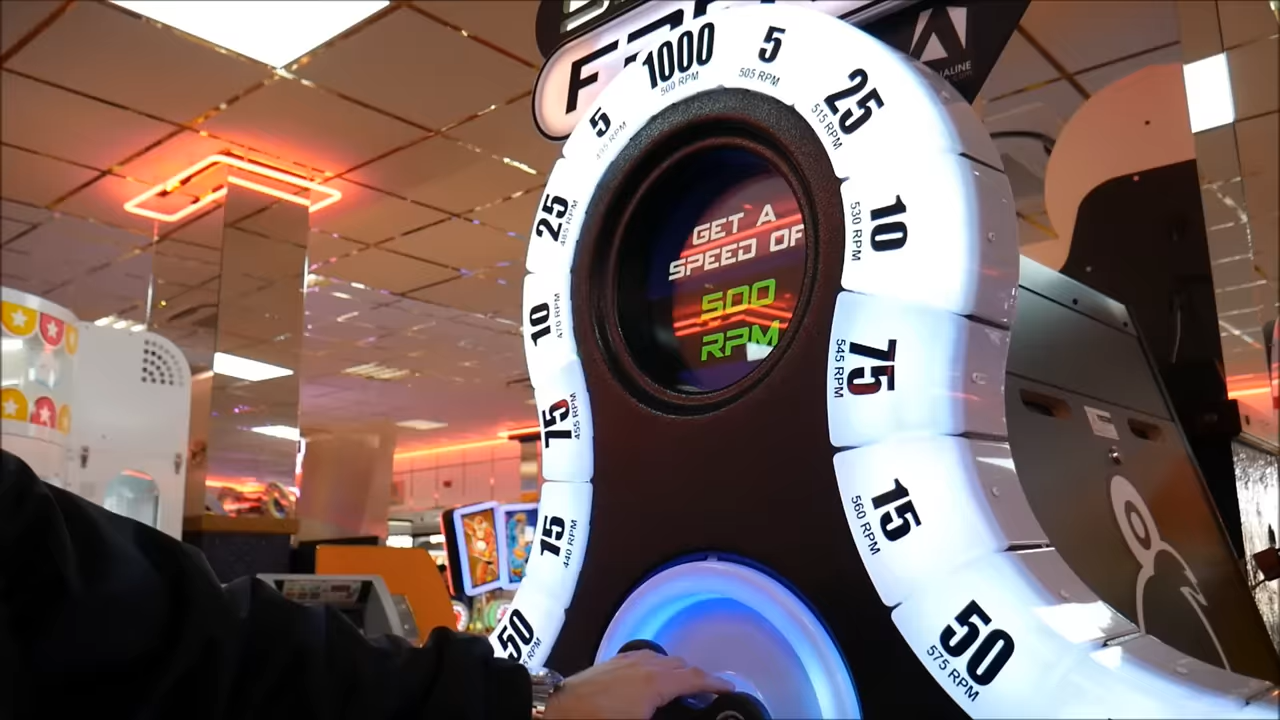 1000
500 RPM
5
505 RPM
25
515 RPM
10
530 RPM
75
545 RPM
15
560 RPM
50
575 RPM
5
495 RPM
25
485 RPM
10
470 RPM
75
455 RPM
15
440 RPM
50
RPM
GET A
SPEED OF
500
RPM